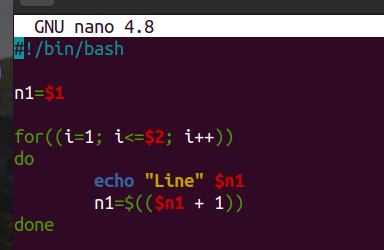 GNU nano 4.8
#!/bin/bash
n1=$1
for((i=1; i<=$2; i++))
do
echo "Line" $n1
n1=$(($n1 + 1))
done